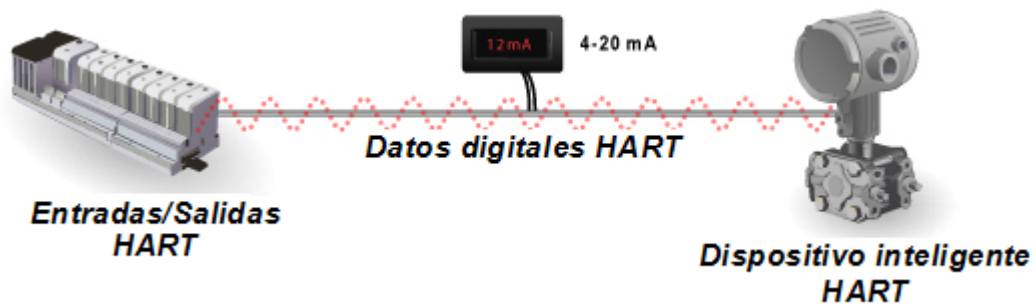 12mA
4-20 mA
Datos digitales HART
Entradas/Salidas
HART
Dispositivo inteligente
HART